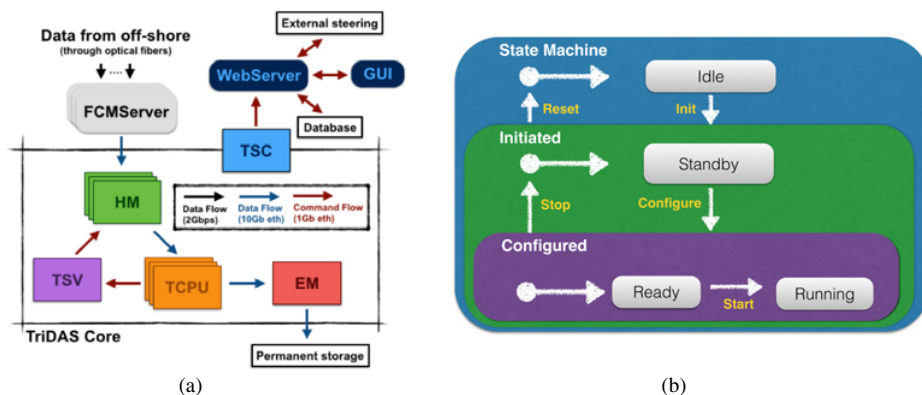 Data from off-shore
(through optical fibers)
....
FCMServer
External steering
WebServer
GUI
Database
TSC
HM
Data Flow
(2Gbps)
Data Flow
(10Gb eth)
Command Flow
(1Gb eth)
TSV
TCPU
EM
TriDAS Core
Permanent storage
(a)
State Machine
Idle
Reset
Init
Initiated
Standby
Stop
Configure
Configured
Ready
Start
Running
(b)